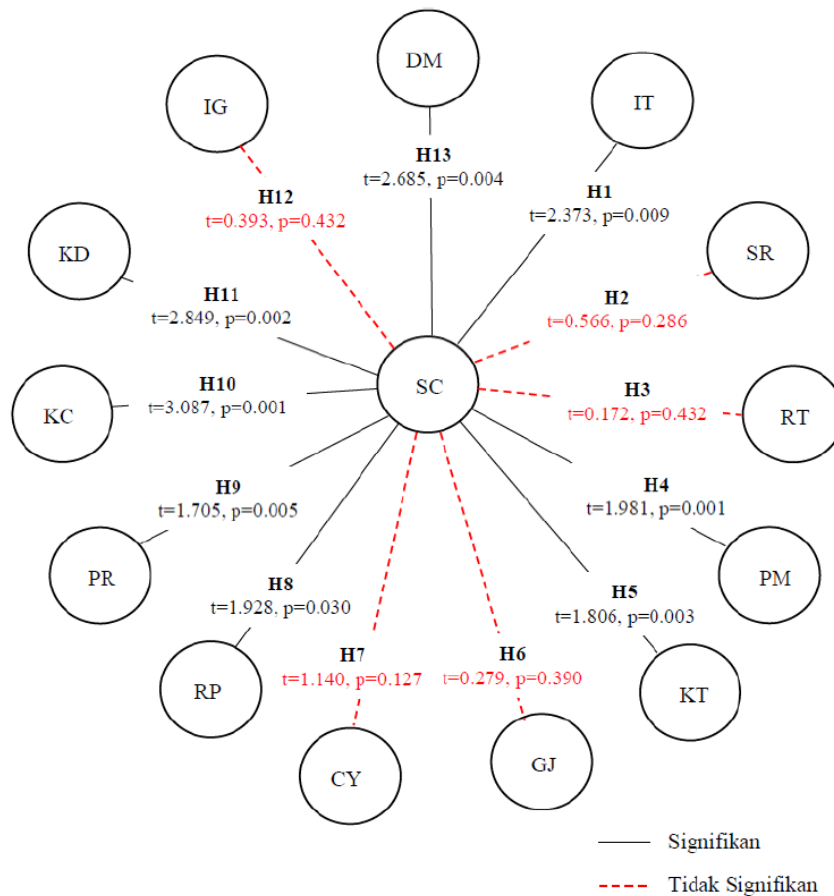 DM
IG
IT
H13
t=2.685, p=0.004
H12
t=0.393, p=0.432
H1
t=2.373, p=0.009
KD
SR
H11
t=2.849, p=0.002
H2
t=0.566, p=0.286
SC
KC
H10
t=3.087, p=0.001
H3
t=0.172, p=0.432
RT
H9
t=1.705, p=0.005
H4
t=1.981, p=0.001
PR
PM
H8
t=1.928, p=0.030
H5
t=1.806, p=0.003
RP
H7
t=1.140, p=0.127
H6
t=0.279, p=0.390
KT
CY
GJ
Signifikan
Tidak Signifikan